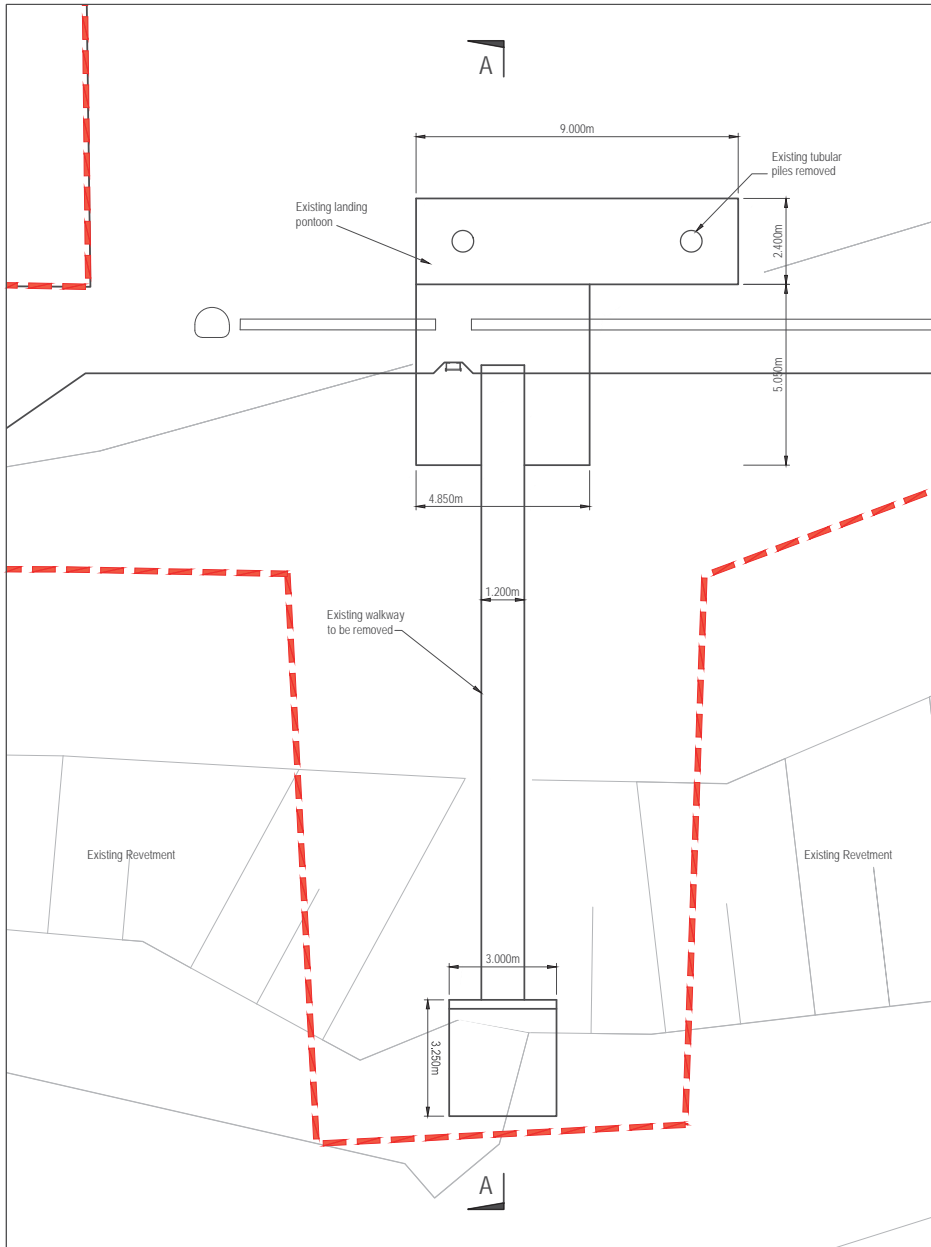 A
9.000m
Existing tubular
piles removed
Existing landing
pontoon
2.400m
5.050m
4.850m
1.200m
Existing walkway
to be removed
Existing Revetment
Existing Revetment
3.000m
3.250m
A